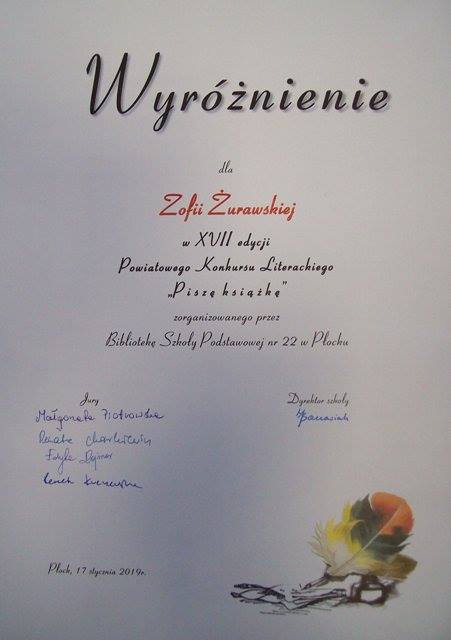 Wyróżnienie
dla
Zofii Żurawskiej
w XVII edycji
Powiatowego Konkursu Literackiego
„Piszę książkę”
zorganizowanego przez
Bibliotekę Szkoły Podstawowej nr 22 w Płocku
Jury
Dyrektor szkoły
Małgorzata Piotrowska
Płock, 17 stycznia 2019r.